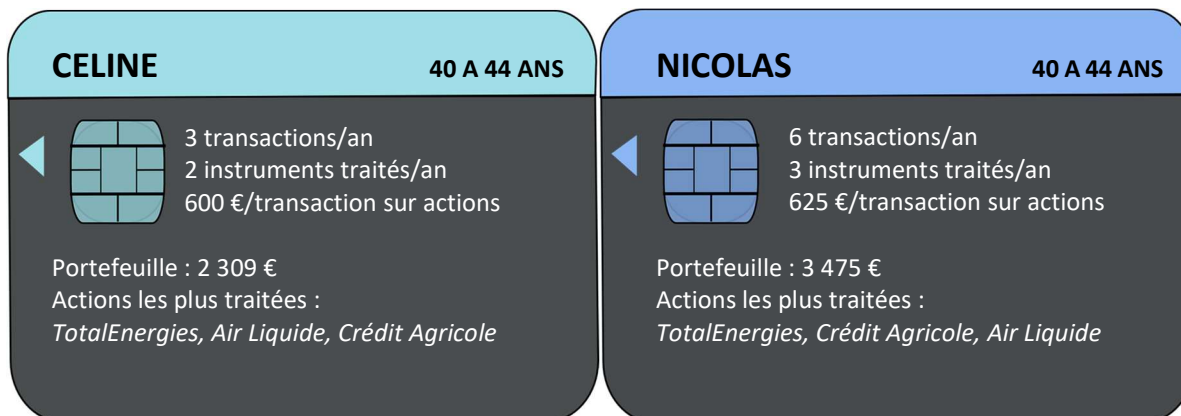 CELINE 40 A 44 ANS
3 transactions/an
2 instruments traités/an
600 €/transaction sur actions
Portefeuille : 2 309 €
Actions les plus traitées :
TotalEnergies, Air Liquide, Crédit Agricole
NICOLAS 40 A 44 ANS
6 transactions/an
3 instruments traités/an
625 €/transaction sur actions
Portefeuille : 3 475 €
Actions les plus traitées :
TotalEnergies, Crédit Agricole, Air Liquide